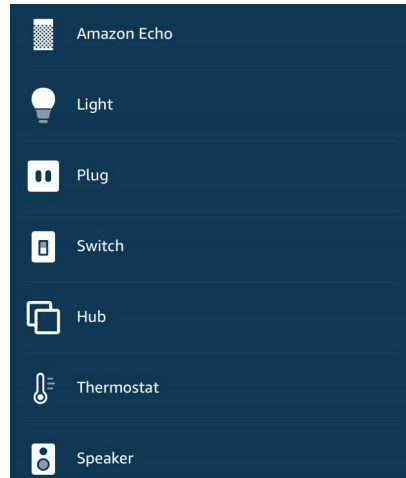 Amazon Echo
Light
Plug
Switch
Hub
Thermostat
Speaker